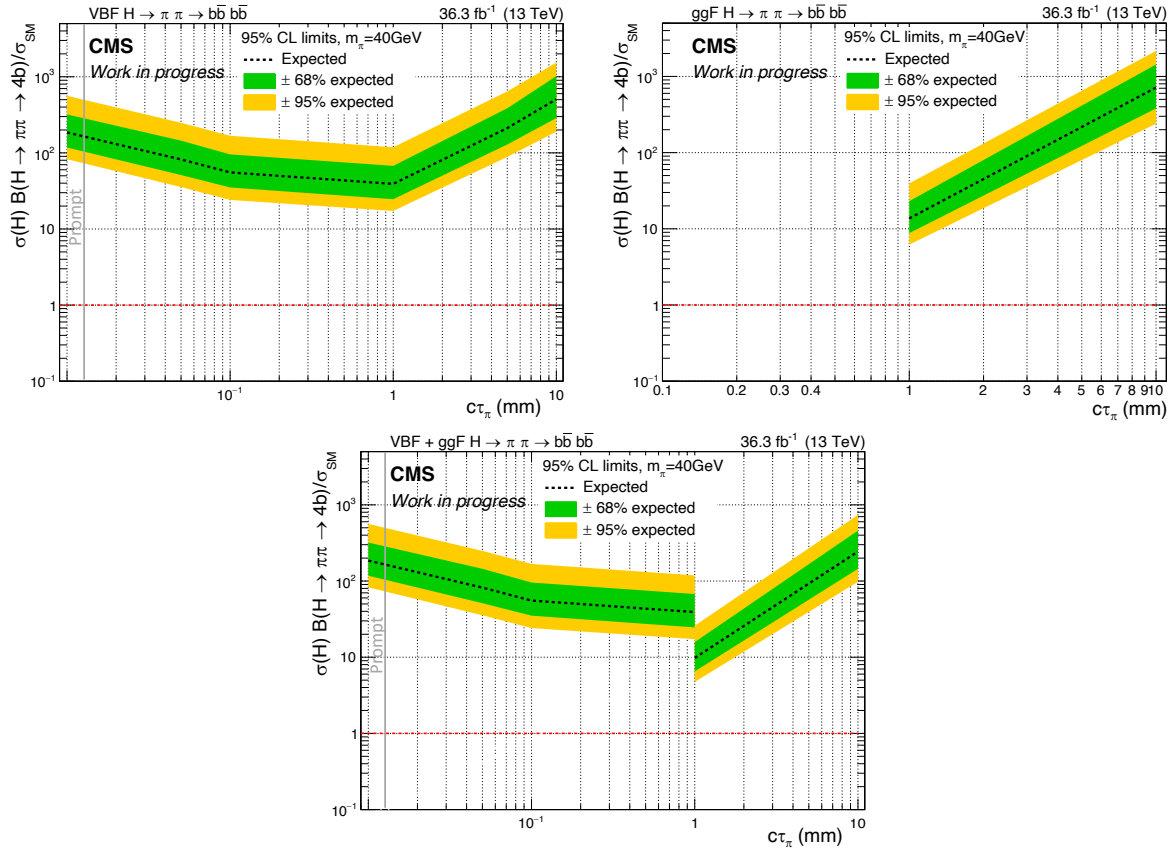 VBF H → π π → bb̅ bb̅
36.3 fb⁻¹ (13 TeV)
CMS
Work in progress
95% CL limits, m_π=40GeV
Expected
± 68% expected
± 95% expected
σ(H) B(H → ππ → 4b)/σ_SM
10³
10²
10
1
10⁻¹
Prompt
10⁻¹
1
10
cτ_π (mm)
ggF H → π π → bb̅ bb̅
36.3 fb⁻¹ (13 TeV)
CMS
Work in progress
95% CL limits, m_π=40GeV
Expected
± 68% expected
± 95% expected
σ(H) B(H → ππ → 4b)/σ_SM
10³
10²
10
1
10⁻¹
0.1 0.2 0.3 0.4 1 2 3 4 5 6 7 8 9 10
cτ_π (mm)
VBF + ggF H → π π → bb̅ bb̅
36.3 fb⁻¹ (13 TeV)
CMS
Work in progress
95% CL limits, m_π=40GeV
Expected
± 68% expected
± 95% expected
σ(H) B(H → ππ → 4b)/σ_SM
10³
10²
10
1
10⁻¹
Prompt
10⁻¹
1
10
cτ_π (mm)